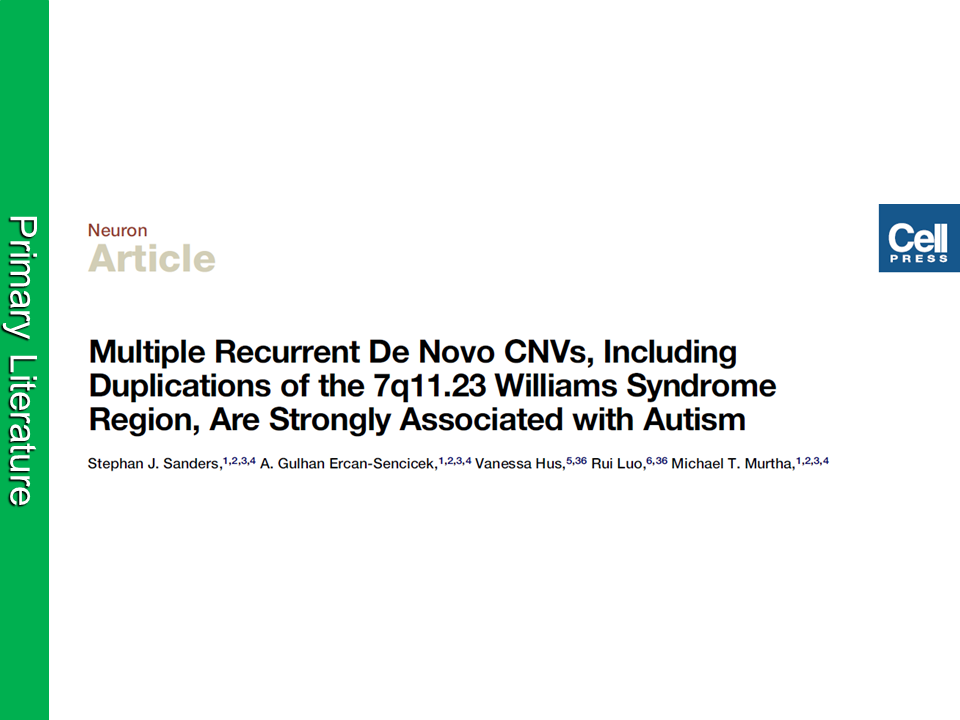 Primary Literature
Neuron
Article
Cell
PRESS
Multiple Recurrent De Novo CNVs, Including
Duplications of the 7q11.23 Williams Syndrome
Region, Are Strongly Associated with Autism
Stephan J. Sanders,1,2,3,4 A. Gulhan Ercan-Sencicek,1,2,3,4 Vanessa Hus,5,36 Rui Luo,6,36 Michael T. Murtha,1,2,3,4